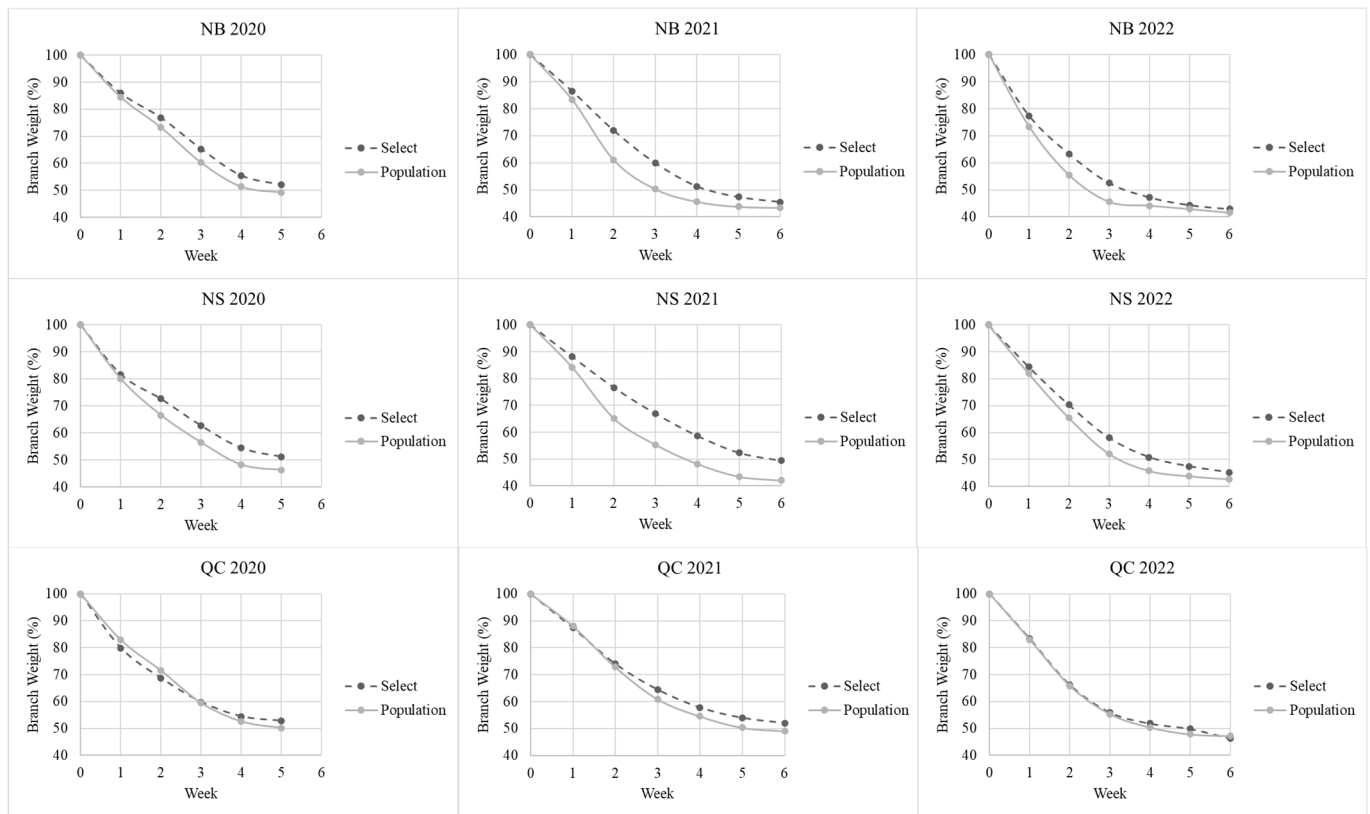 NB 2020
Branch Weight (%)
100
90
80
70
60
50
40
0 1 2 3 4 5 6
Week
Select
Population
NB 2021
Branch Weight (%)
100
90
80
70
60
50
40
0 1 2 3 4 5 6
Week
Select
Population
NB 2022
Branch Weight (%)
100
90
80
70
60
50
40
0 1 2 3 4 5 6
Week
Select
Population
NS 2020
Branch Weight (%)
100
90
80
70
60
50
40
0 1 2 3 4 5 6
Week
Select
Population
NS 2021
Branch Weight (%)
100
90
80
70
60
50
40
0 1 2 3 4 5 6
Week
Select
Population
NS 2022
Branch Weight (%)
100
90
80
70
60
50
40
0 1 2 3 4 5 6
Week
Select
Population
QC 2020
Branch Weight (%)
100
90
80
70
60
50
40
0 1 2 3 4 5 6
Week
Select
Population
QC 2021
Branch Weight (%)
100
90
80
70
60
50
40
0 1 2 3 4 5 6
Week
Select
Population
QC 2022
Branch Weight (%)
100
90
80
70
60
50
40
0 1 2 3 4 5 6
Week
Select
Population